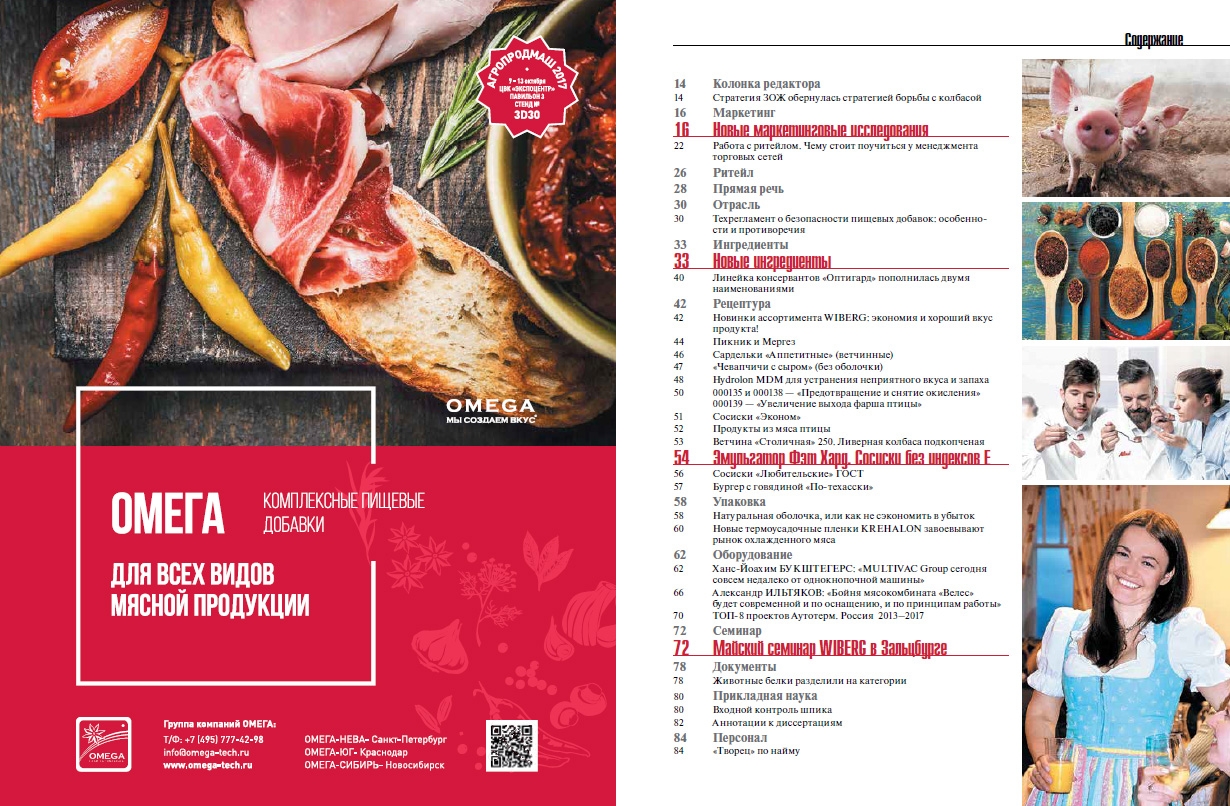 АГРОПРОДМАШ 2017
9 – 13 октября
ЦВК «ЭКСПОЦЕНТР»
ПАВИЛЬОН 3
СТЕНД №
3D30
OMEGA
МЫ СОЗДАЕМ ВКУС
ОМЕГА
КОМПЛЕКСНЫЕ ПИЩЕВЫЕ
ДОБАВКИ
ДЛЯ ВСЕХ ВИДОВ
МЯСНОЙ ПРОДУКЦИИ
OMEGA
Группа компаний ОМЕГА:
Т/Ф: +7 (495) 777-42-98
info@omega-tech.ru
www.omega-tech.ru
ОМЕГА-НЕВА– Санкт-Петербург
ОМЕГА-ЮГ- Краснодар
ОМЕГА-СИБИРЬ– Новосибирск
Содержание
14 Колонка редактора
14 Стратегия ЗОЖ обернулась стратегией борьбы с колбасой
16 Маркетинг
16 Новые маркетинговые исследования
22 Работа с ритейлом. Чему стоит поучиться у менеджмента
торговых сетей
26 Ритейл
28 Прямая речь
30 Отрасль
30 Техрегламент о безопасности пищевых добавок: особенно-
сти и противоречия
33 Ингредиенты
33 Новые ингредиенты
40 Линейка консервантов «Оптигард» пополнилась двумя
наименованиями
42 Рецептура
42 Новинки ассортимента WIBERG: экономия и хороший вкус
продукта!
44 Пикник и Мергез
46 Сардельки «Аппетитные» (ветчинные)
47 «Чевапчичи с сыром» (без оболочки)
48 Hydrolon MDM для устранения неприятного вкуса и запаха
50 000135 и 000138 — «Предотвращение и снятие окисления»
000139 — «Увеличение выхода фарша птицы»
51 Сосиски «Эконом»
52 Продукты из мяса птицы
53 Ветчина «Столичная» 250. Ливерная колбаса подкопченая
54 Эмульгатор Фэт Хард. Сосиски без индексов Е
56 Сосиски «Любительские» ГОСТ
57 Бургер с говядиной «По-техасски»
58 Упаковка
58 Натуральная оболочка, или как не сэкономить в убыток
60 Новые термоусадочные пленки KREHALON завоевывают
рынок охлажденного мяса
62 Оборудование
62 Ханс-Йоахим БУКШТЕГЕРС: «MULTIVAC Group сегодня
совсем недалеко от однокнопочной машины»
66 Александр ИЛЬТЯКОВ: «Бойня мясокомбината «Велес»
будет современной и по оснащению, и по принципам работы»
70 ТОП-8 проектов Аутотерм. Россия 2013—2017
72 Семинар
72 Майский семинар WIBERG в Зальцбурге
78 Документы
78 Животные белки разделили на категории
80 Прикладная наука
80 Входной контроль шпика
82 Аннотации к диссертациям
84 Персонал
84 «Творец» по найму